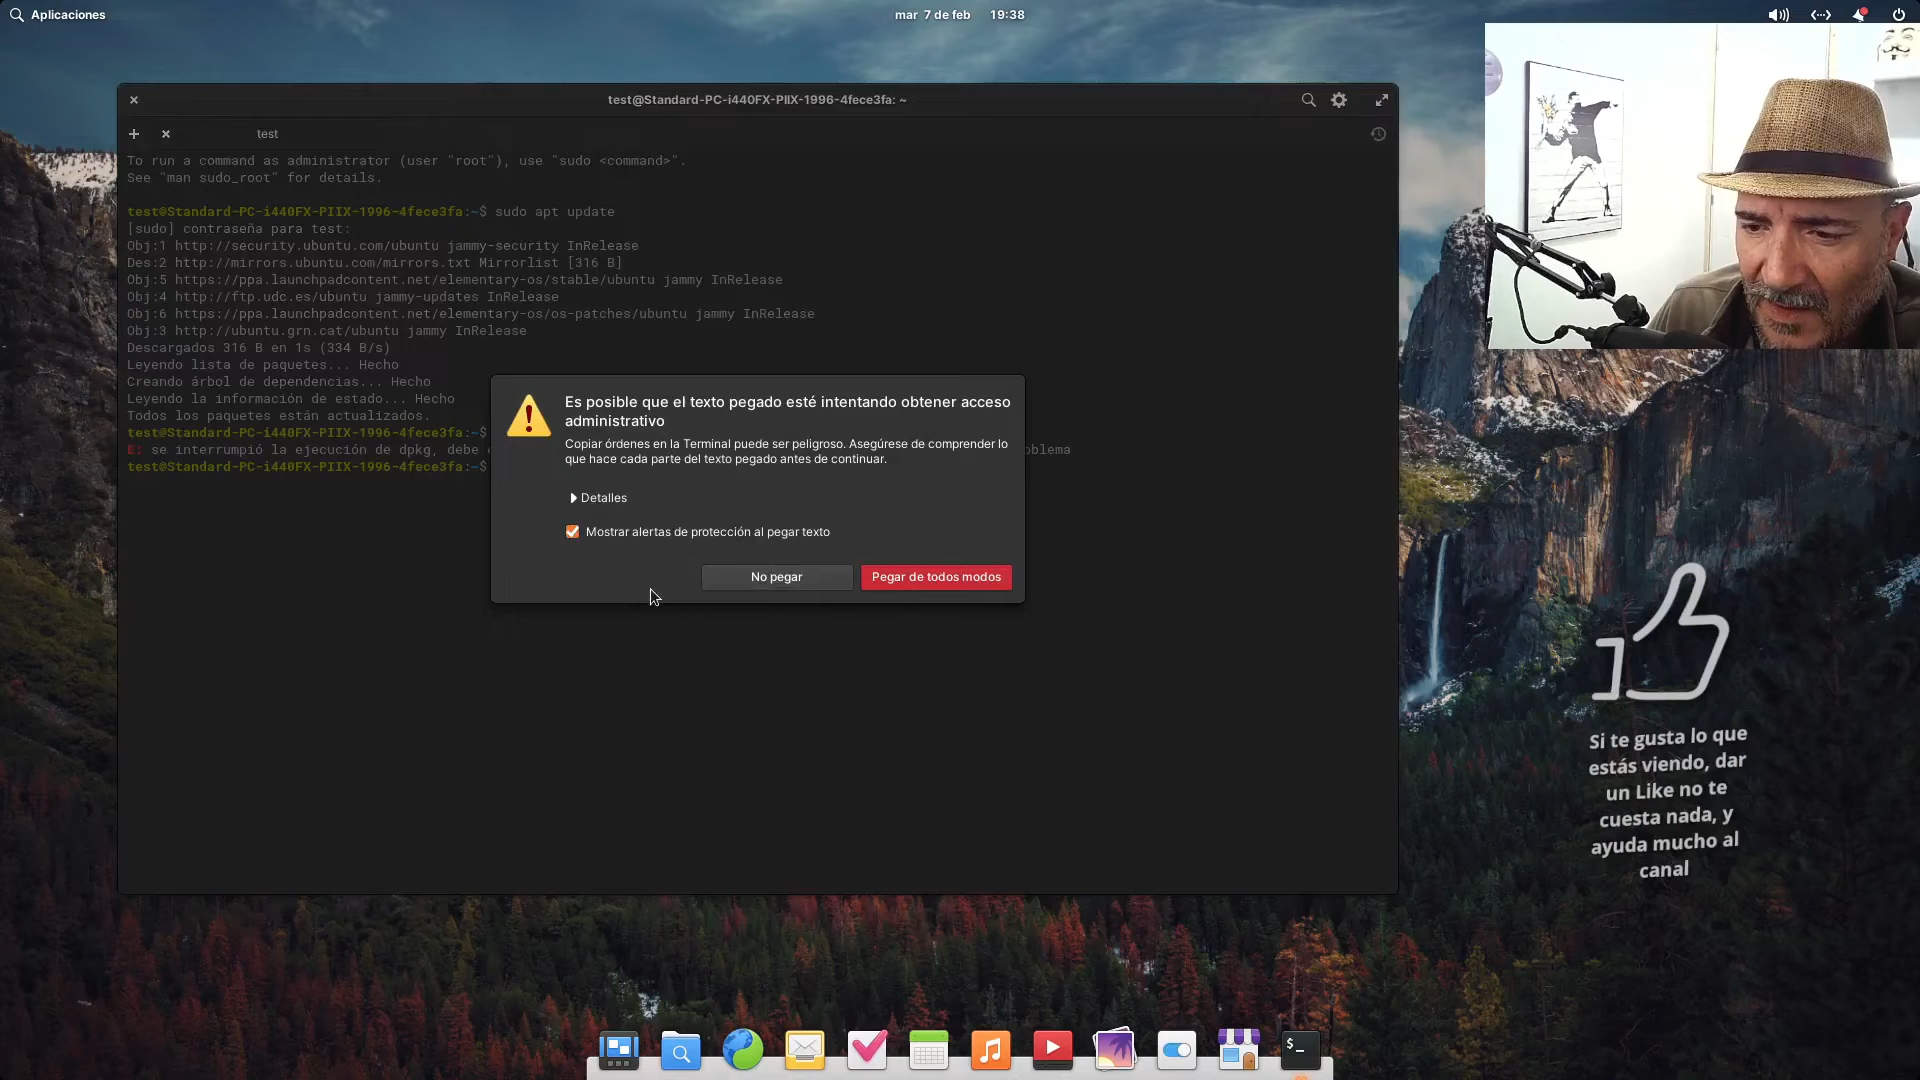 Aplicaciones
mar 7 de feb 19:38
test@Standard-PC-i440FX-PIIX-1996-4fece3fa: ~
test
To run a command as administrator (user "root"), use "sudo <command>".
See "man sudo_root" for details.
test@Standard-PC-i440FX-PIIX-1996-4fece3fa:~$ sudo apt update
[sudo] contraseña para test:
Obj:1 http://security.ubuntu.com/ubuntu jammy-security InRelease
Des:2 http://mirrors.ubuntu.com/mirrors.txt Mirrorlist [316 B]
Obj:5 https://ppa.launchpadcontent.net/elementary-os/stable/ubuntu jammy InRelease
Obj:4 http://ftp.udc.es/ubuntu jammy-updates InRelease
Obj:6 https://ppa.launchpadcontent.net/elementary-os/os-patches/ubuntu jammy InRelease
Obj:3 http://ubuntu.grn.cat/ubuntu jammy InRelease
Descargados 316 B en 1s (334 B/s)
Leyendo lista de paquetes... Hecho
Creando árbol de dependencias... Hecho
Leyendo la información de estado... Hecho
Todos los paquetes están actualizados.
test@Standard-PC-i440FX-PIIX-1996-4fece3fa:~$
E: se interrumpió la ejecución de dpkg, debe
test@Standard-PC-i440FX-PIIX-1996-4fece3fa:~$
Es posible que el texto pegado esté intentando obtener acceso
administrativo
Copiar órdenes en la Terminal puede ser peligroso. Asegúrese de comprender lo
que hace cada parte del texto pegado antes de continuar.
Detalles
Mostrar alertas de protección al pegar texto
No pegar
Pegar de todos modos
Si te gusta lo que
estás viendo, dar
un Like no te
cuesta nada, y
ayuda mucho al
canal
$ _